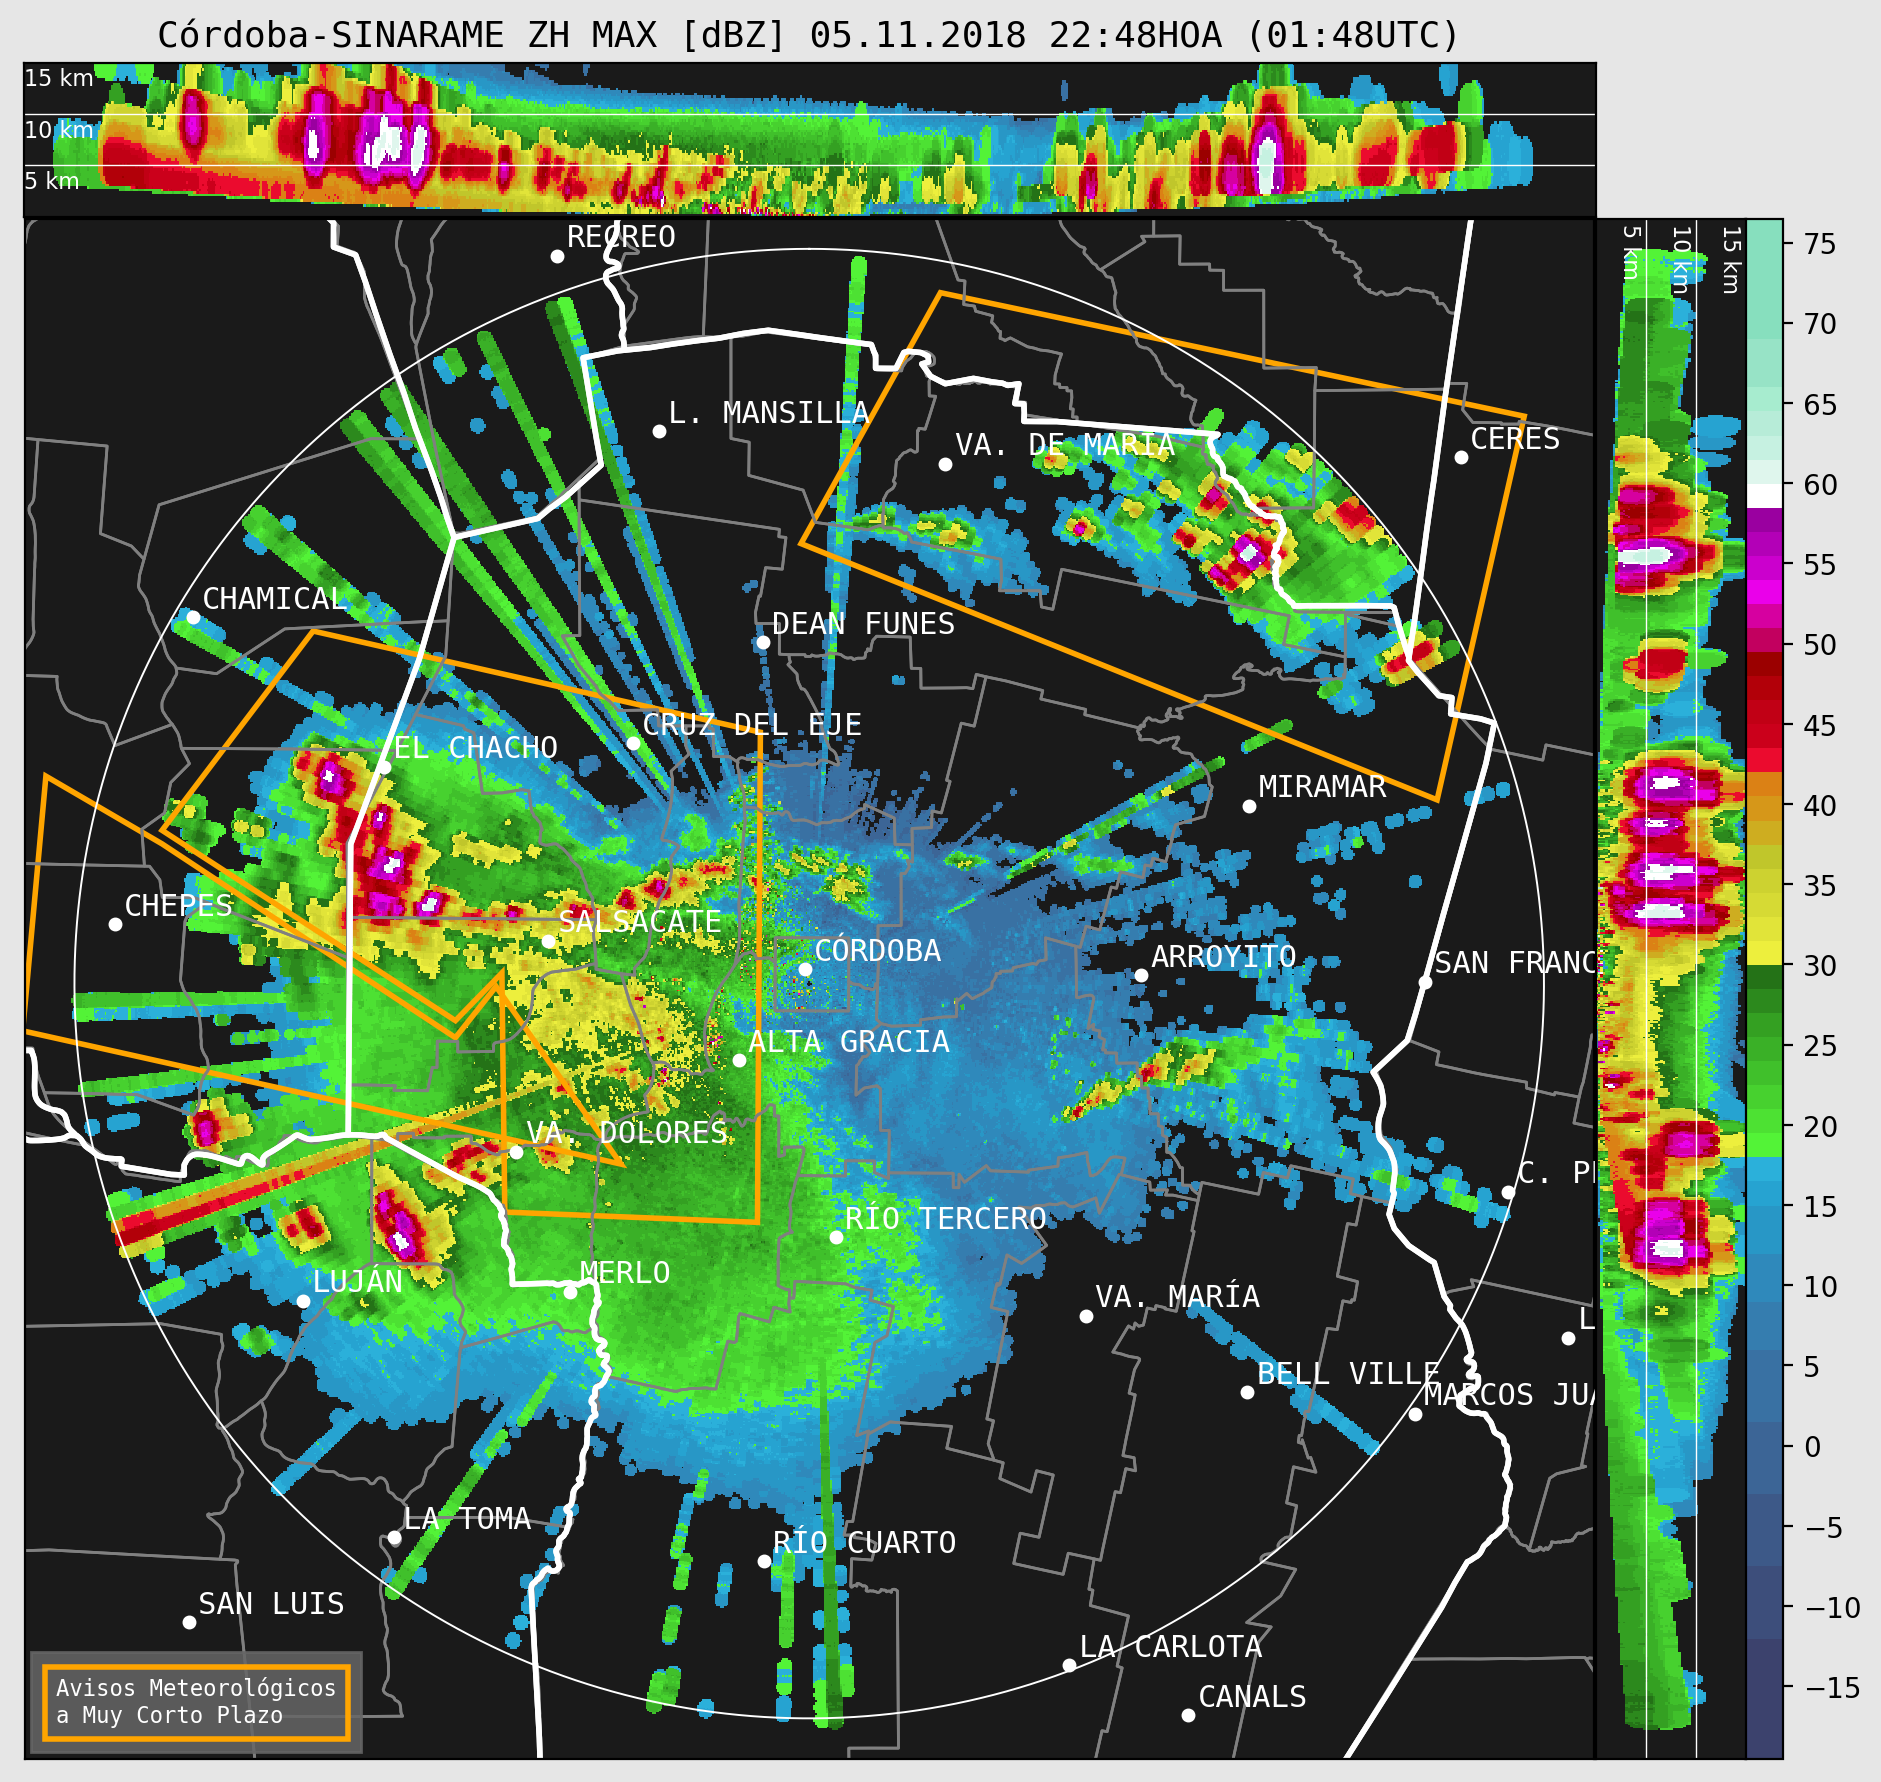 Córdoba-SINARAME ZH MAX [dBZ] 05.11.2018 22:48HOA (01:48UTC)
15 km
10 km
5 km
5 km
10 km
15 km
RECREO
L. MANSILLA
VA. DE MARÍA
CERES
CHAMICAL
DEAN FUNES
CRUZ DEL EJE
EL CHACHO
MIRAMAR
CHEPES
SALSACATE
CÓRDOBA
ARROYITO
SAN FRANC
ALTA GRACIA
VA. DOLORES
C. PE
RÍO TERCERO
LUJÁN
MERLO
VA. MARÍA
L
BELL VILLE
MARCOS JUÁ
LA TOMA
RÍO CUARTO
SAN LUIS
LA CARLOTA
CANALS
Avisos Meteorológicos
a Muy Corto Plazo
75
70
65
60
55
50
45
40
35
30
25
20
15
10
5
0
−5
−10
−15